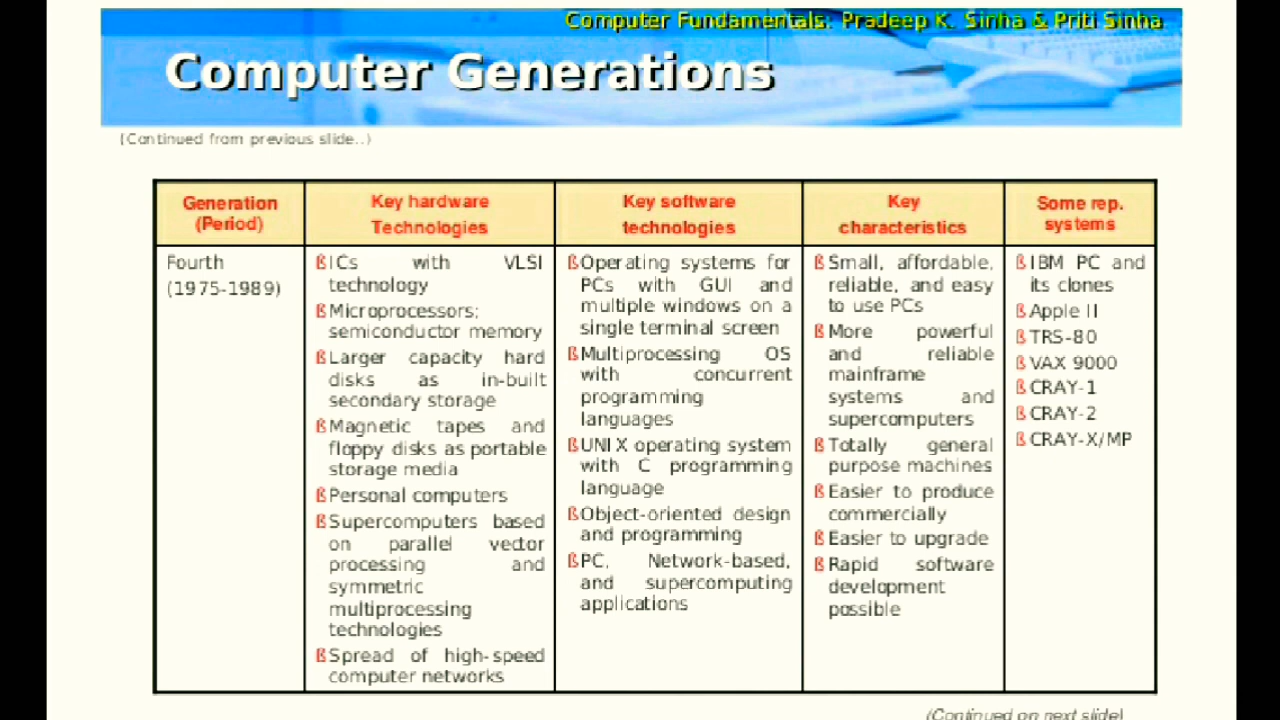 Computer Fundamentals: Pradeep K. Sinha & Priti Sinha
Computer Generations
(Continued from previous slide..)
Generation
(Period)
Key hardware
Technologies
Key software
technologies
Key
characteristics
Some rep.
systems
Fourth
(1975-1989)
ßICs with VLSI
technology
ßMicroprocessors;
semiconductor memory
ßLarger capacity hard
disks as in-built
secondary storage
ßMagnetic tapes and
floppy disks as portable
storage media
ßPersonal computers
ßSupercomputers based
on parallel vector
processing and
symmetric
multiprocessing
technologies
ßSpread of high-speed
computer networks
ßOperating systems for
PCs with GUI and
multiple windows on a
single terminal screen
ßMultiprocessing OS
with concurrent
programming
languages
ßUNIX operating system
with C programming
language
ßObject-oriented design
and programming
ßPC, Network-based,
and supercomputing
applications
ßSmall, affordable,
reliable, and easy
to use PCs
ßMore powerful
and reliable
mainframe
systems and
supercomputers
ßTotally general
purpose machines
ßEasier to produce
commercially
ßEasier to upgrade
ßRapid software
development
possible
ßIBM PC and
its clones
ßApple II
ßTRS-80
ßVAX 9000
ßCRAY-1
ßCRAY-2
ßCRAY-X/MP
(Continued on next slide)